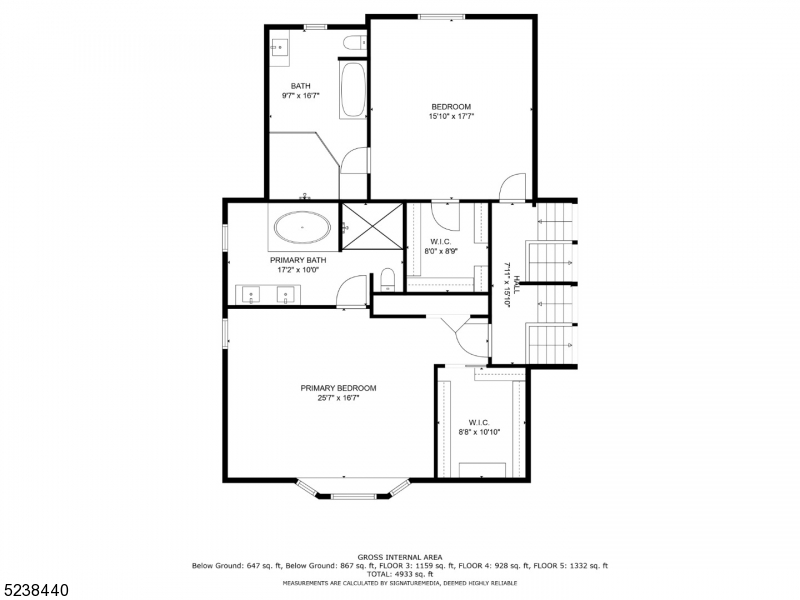 BATH
9'7" x 16'7"
BEDROOM
15'10" x 17'7"
W.I.C.
8'0" x 8'9"
PRIMARY BATH
17'2" x 10'0"
HALL
7'11" x 15'10"
PRIMARY BEDROOM
25'7" x 16'7"
W.I.C.
8'8" x 10'10"
GROSS INTERNAL AREA
Below Ground: 647 sq. ft, Below Ground: 867 sq. ft, FLOOR 3: 1159 sq. ft, FLOOR 4: 928 sq. ft, FLOOR 5: 1332 sq. ft
TOTAL: 4933 sq. ft
MEASUREMENTS ARE CALCULATED BY SIGNATUREMEDIA, DEEMED HIGHLY RELIABLE
5238440